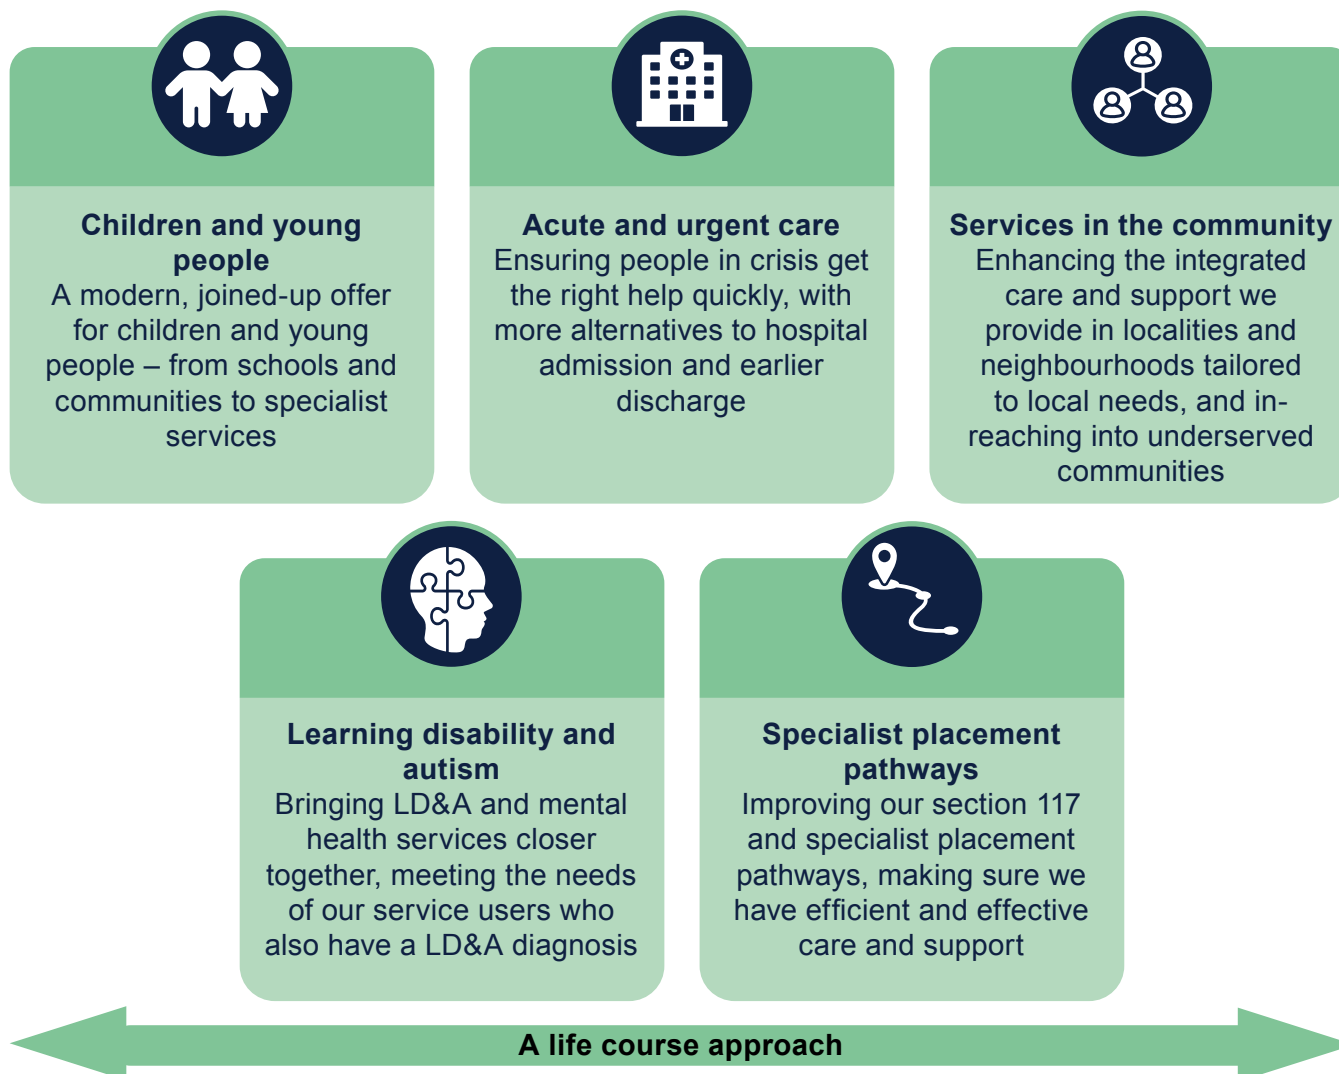 Children and young
people
A modern, joined-up offer
for children and young
people – from schools and
communities to specialist
services
Acute and urgent care
Ensuring people in crisis get
the right help quickly, with
more alternatives to hospital
admission and earlier
discharge
Services in the community
Enhancing the integrated
care and support we
provide in localities and
neighbourhoods tailored
to local needs, and in-
reaching into underserved
communities
Learning disability and
autism
Bringing LD&A and mental
health services closer
together, meeting the needs
of our service users who
also have a LD&A diagnosis
Specialist placement
pathways
Improving our section 117
and specialist placement
pathways, making sure we
have efficient and effective
care and support
A life course approach